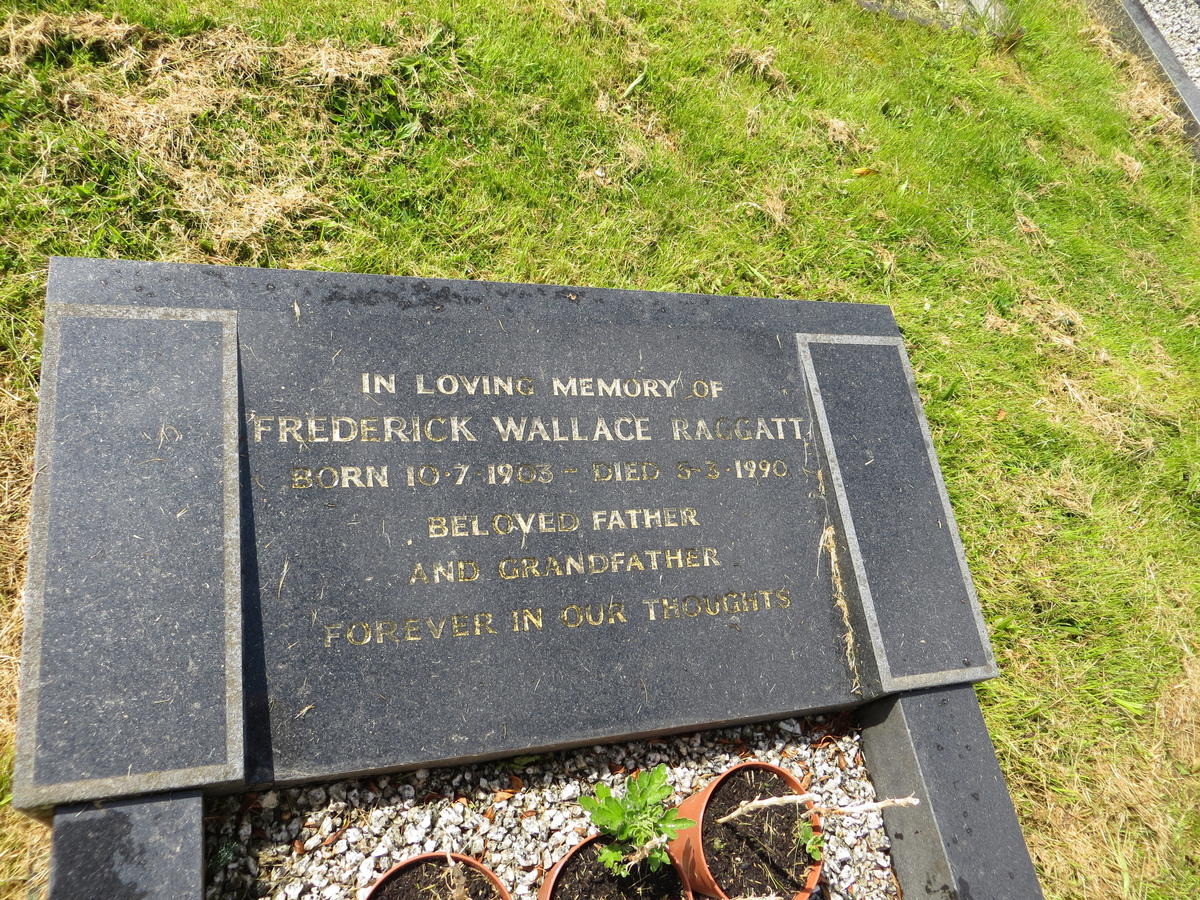 IN LOVING MEMORY OF
FREDERICK WALLACE RAGGATT
BORN 10·7·1903 – DIED 3·3·1990
BELOVED FATHER
AND GRANDFATHER
FOREVER IN OUR THOUGHTS